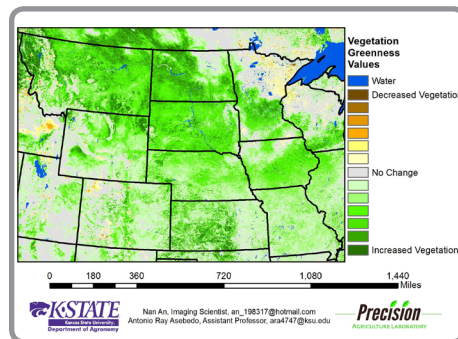 Vegetation
Greenness
Values
Water
Decreased Vegetation
No Change
Increased Vegetation
0 180 360 720 1,080 1,440
Miles
K-STATE
Kansas State University,
Department of Agronomy
Nan An, Imaging Scientist, an_198317@hotmail.com
Antonio Ray Asebedo, Assistant Professor, ara4747@ksu.edu
Precision
AGRICULTURE LABORATORY